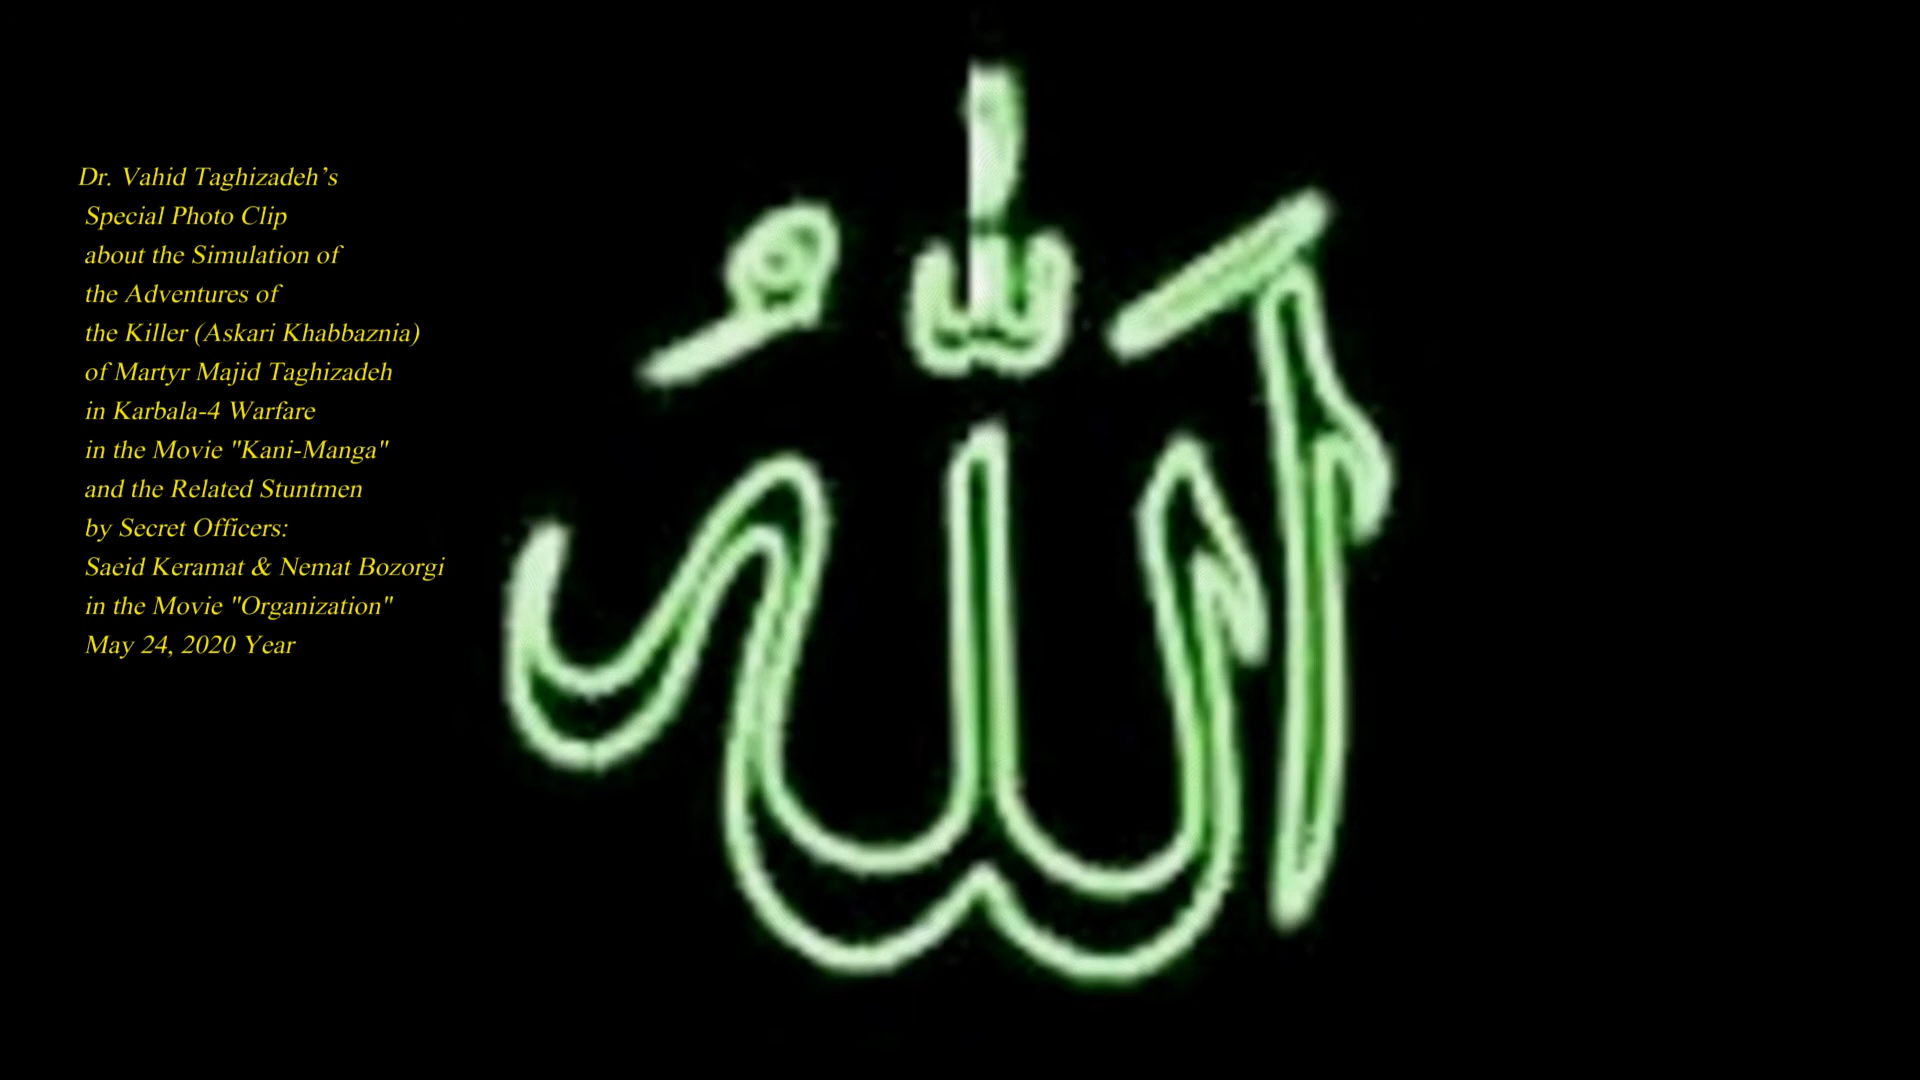 Dr. Vahid Taghizadeh’s
Special Photo Clip
about the Simulation of
the Adventures of
the Killer (Askari Khabbaznia)
of Martyr Majid Taghizadeh
in Karbala-4 Warfare
in the Movie "Kani-Manga"
and the Related Stuntmen
by Secret Officers:
Saeid Keramat & Nemat Bozorgi
in the Movie "Organization"
May 24, 2020 Year
اللّٰهُ